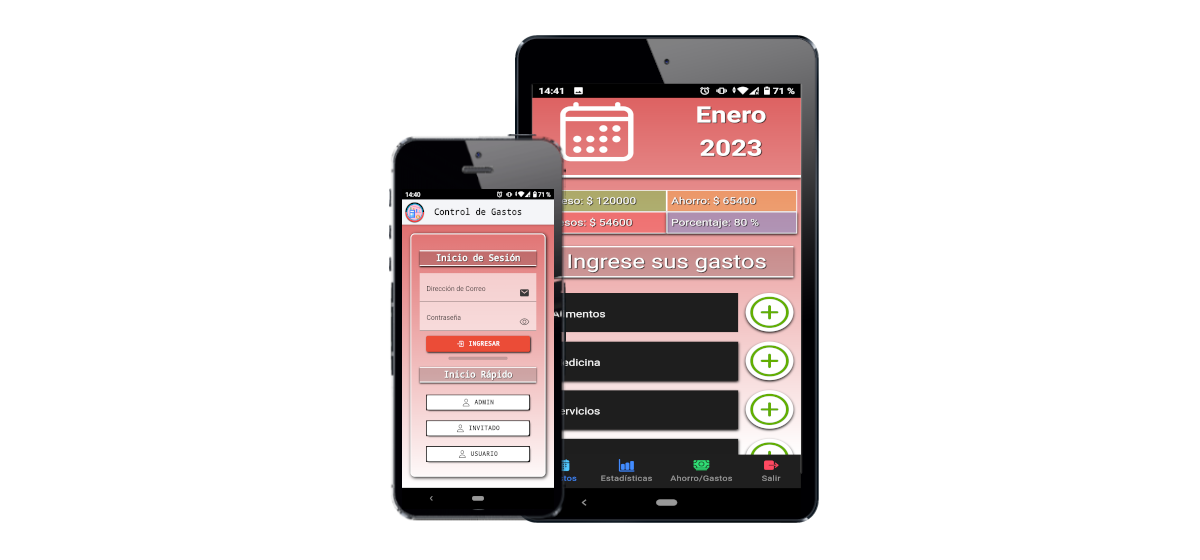 14:40
71 %
Control de Gastos
Inicio de Sesión
Dirección de Correo
Contraseña
INGRESAR
Inicio Rápido
ADMIN
INVITADO
USUARIO
14:41
71 %
Enero
2023
eso: $ 120000
Ahorro: $ 65400
sos: $ 54600
Porcentaje: 80 %
Ingrese sus gastos
limentos
edicina
ervicios
tos
Estadísticas
Ahorro/Gastos
Salir